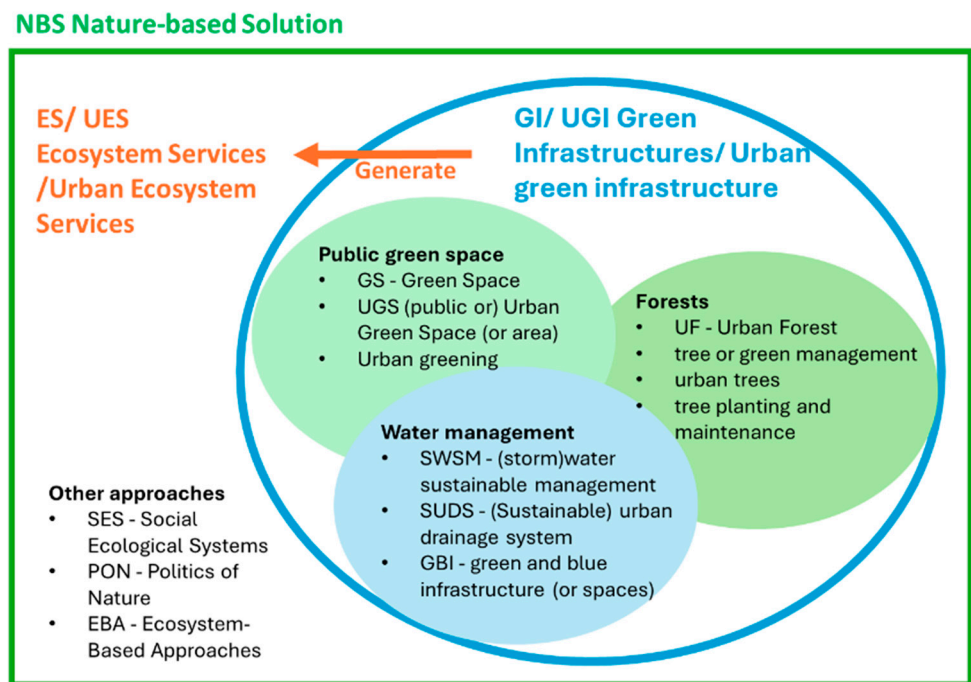 NBS Nature-based Solution
ES/ UES
Ecosystem Services
/Urban Ecosystem
Services
Generate
GI/ UGI Green
Infrastructures/ Urban
green infrastructure
Public green space
• GS - Green Space
• UGS (public or) Urban
Green Space (or area)
• Urban greening
Forests
• UF - Urban Forest
• tree or green management
• urban trees
• tree planting and
maintenance
Water management
• SWSM - (storm)water
sustainable management
• SUDS - (Sustainable) urban
drainage system
• GBI - green and blue
infrastructure (or spaces)
Other approaches
• SES - Social
Ecological Systems
• PON - Politics of
Nature
• EBA - Ecosystem-
Based Approaches